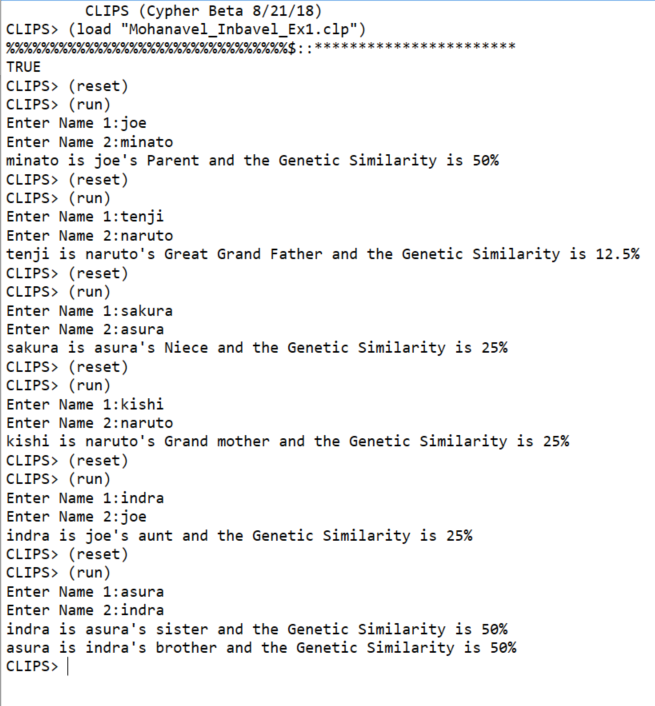 CLIPS (Cypher Beta 8/21/18)
CLIPS> (load "Mohanavel_Inbavel_Ex1.clp")
%%%%%%%%%%%%%%%%%%%%%%%%%%%%%%%%$::***********************
TRUE
CLIPS> (reset)
CLIPS> (run)
Enter Name 1:joe
Enter Name 2:minato
minato is joe's Parent and the Genetic Similarity is 50%
CLIPS> (reset)
CLIPS> (run)
Enter Name 1:tenji
Enter Name 2:naruto
tenji is naruto's Great Grand Father and the Genetic Similarity is 12.5%
CLIPS> (reset)
CLIPS> (run)
Enter Name 1:sakura
Enter Name 2:asura
sakura is asura's Niece and the Genetic Similarity is 25%
CLIPS> (reset)
CLIPS> (run)
Enter Name 1:kishi
Enter Name 2:naruto
kishi is naruto's Grand mother and the Genetic Similarity is 25%
CLIPS> (reset)
CLIPS> (run)
Enter Name 1:indra
Enter Name 2:joe
indra is joe's aunt and the Genetic Similarity is 25%
CLIPS> (reset)
CLIPS> (run)
Enter Name 1:asura
Enter Name 2:indra
indra is asura's sister and the Genetic Similarity is 50%
asura is indra's brother and the Genetic Similarity is 50%
CLIPS>